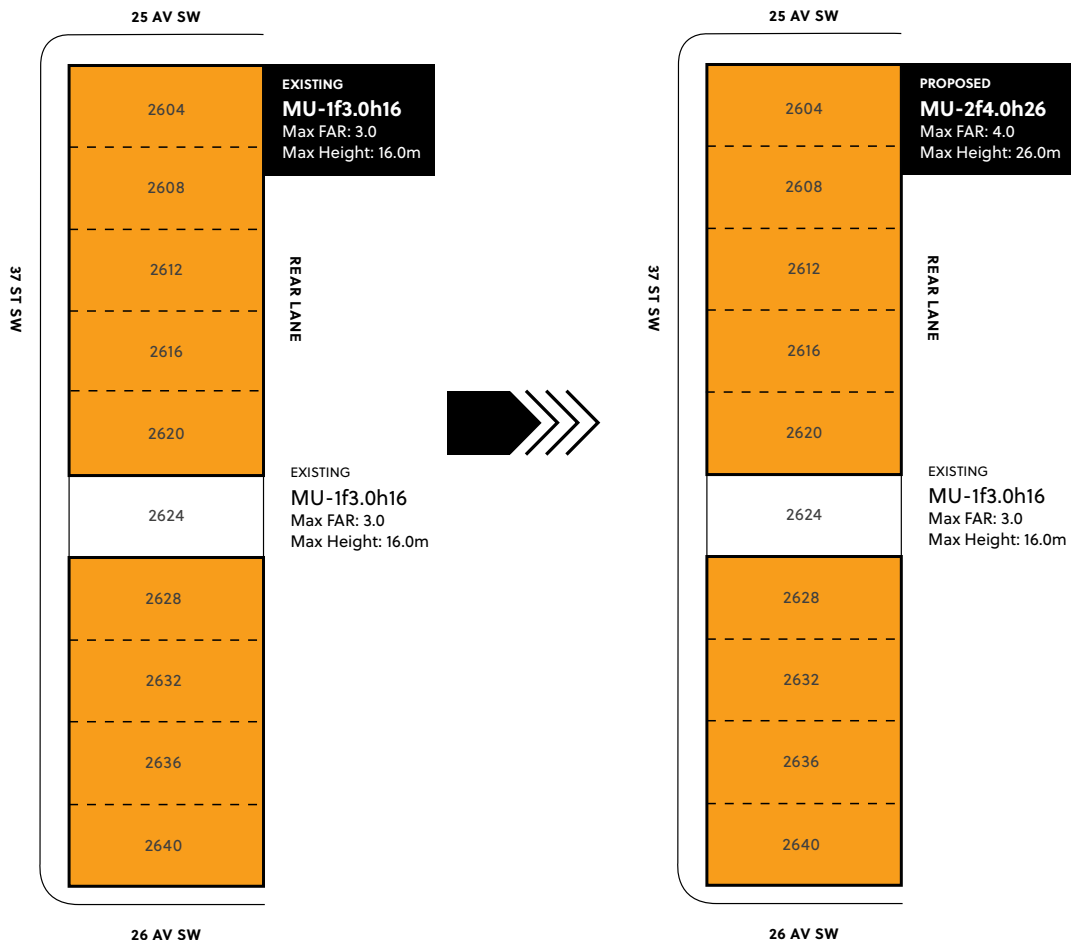 25 AV SW
2604
2608
2612
2616
2620
2624
2628
2632
2636
2640
37 ST SW
REAR LANE
EXISTING
MU-1f3.0h16
Max FAR: 3.0
Max Height: 16.0m
EXISTING
MU-1f3.0h16
Max FAR: 3.0
Max Height: 16.0m
26 AV SW
25 AV SW
2604
2608
2612
2616
2620
2624
2628
2632
2636
2640
37 ST SW
REAR LANE
PROPOSED
MU-2f4.0h26
Max FAR: 4.0
Max Height: 26.0m
EXISTING
MU-1f3.0h16
Max FAR: 3.0
Max Height: 16.0m
26 AV SW